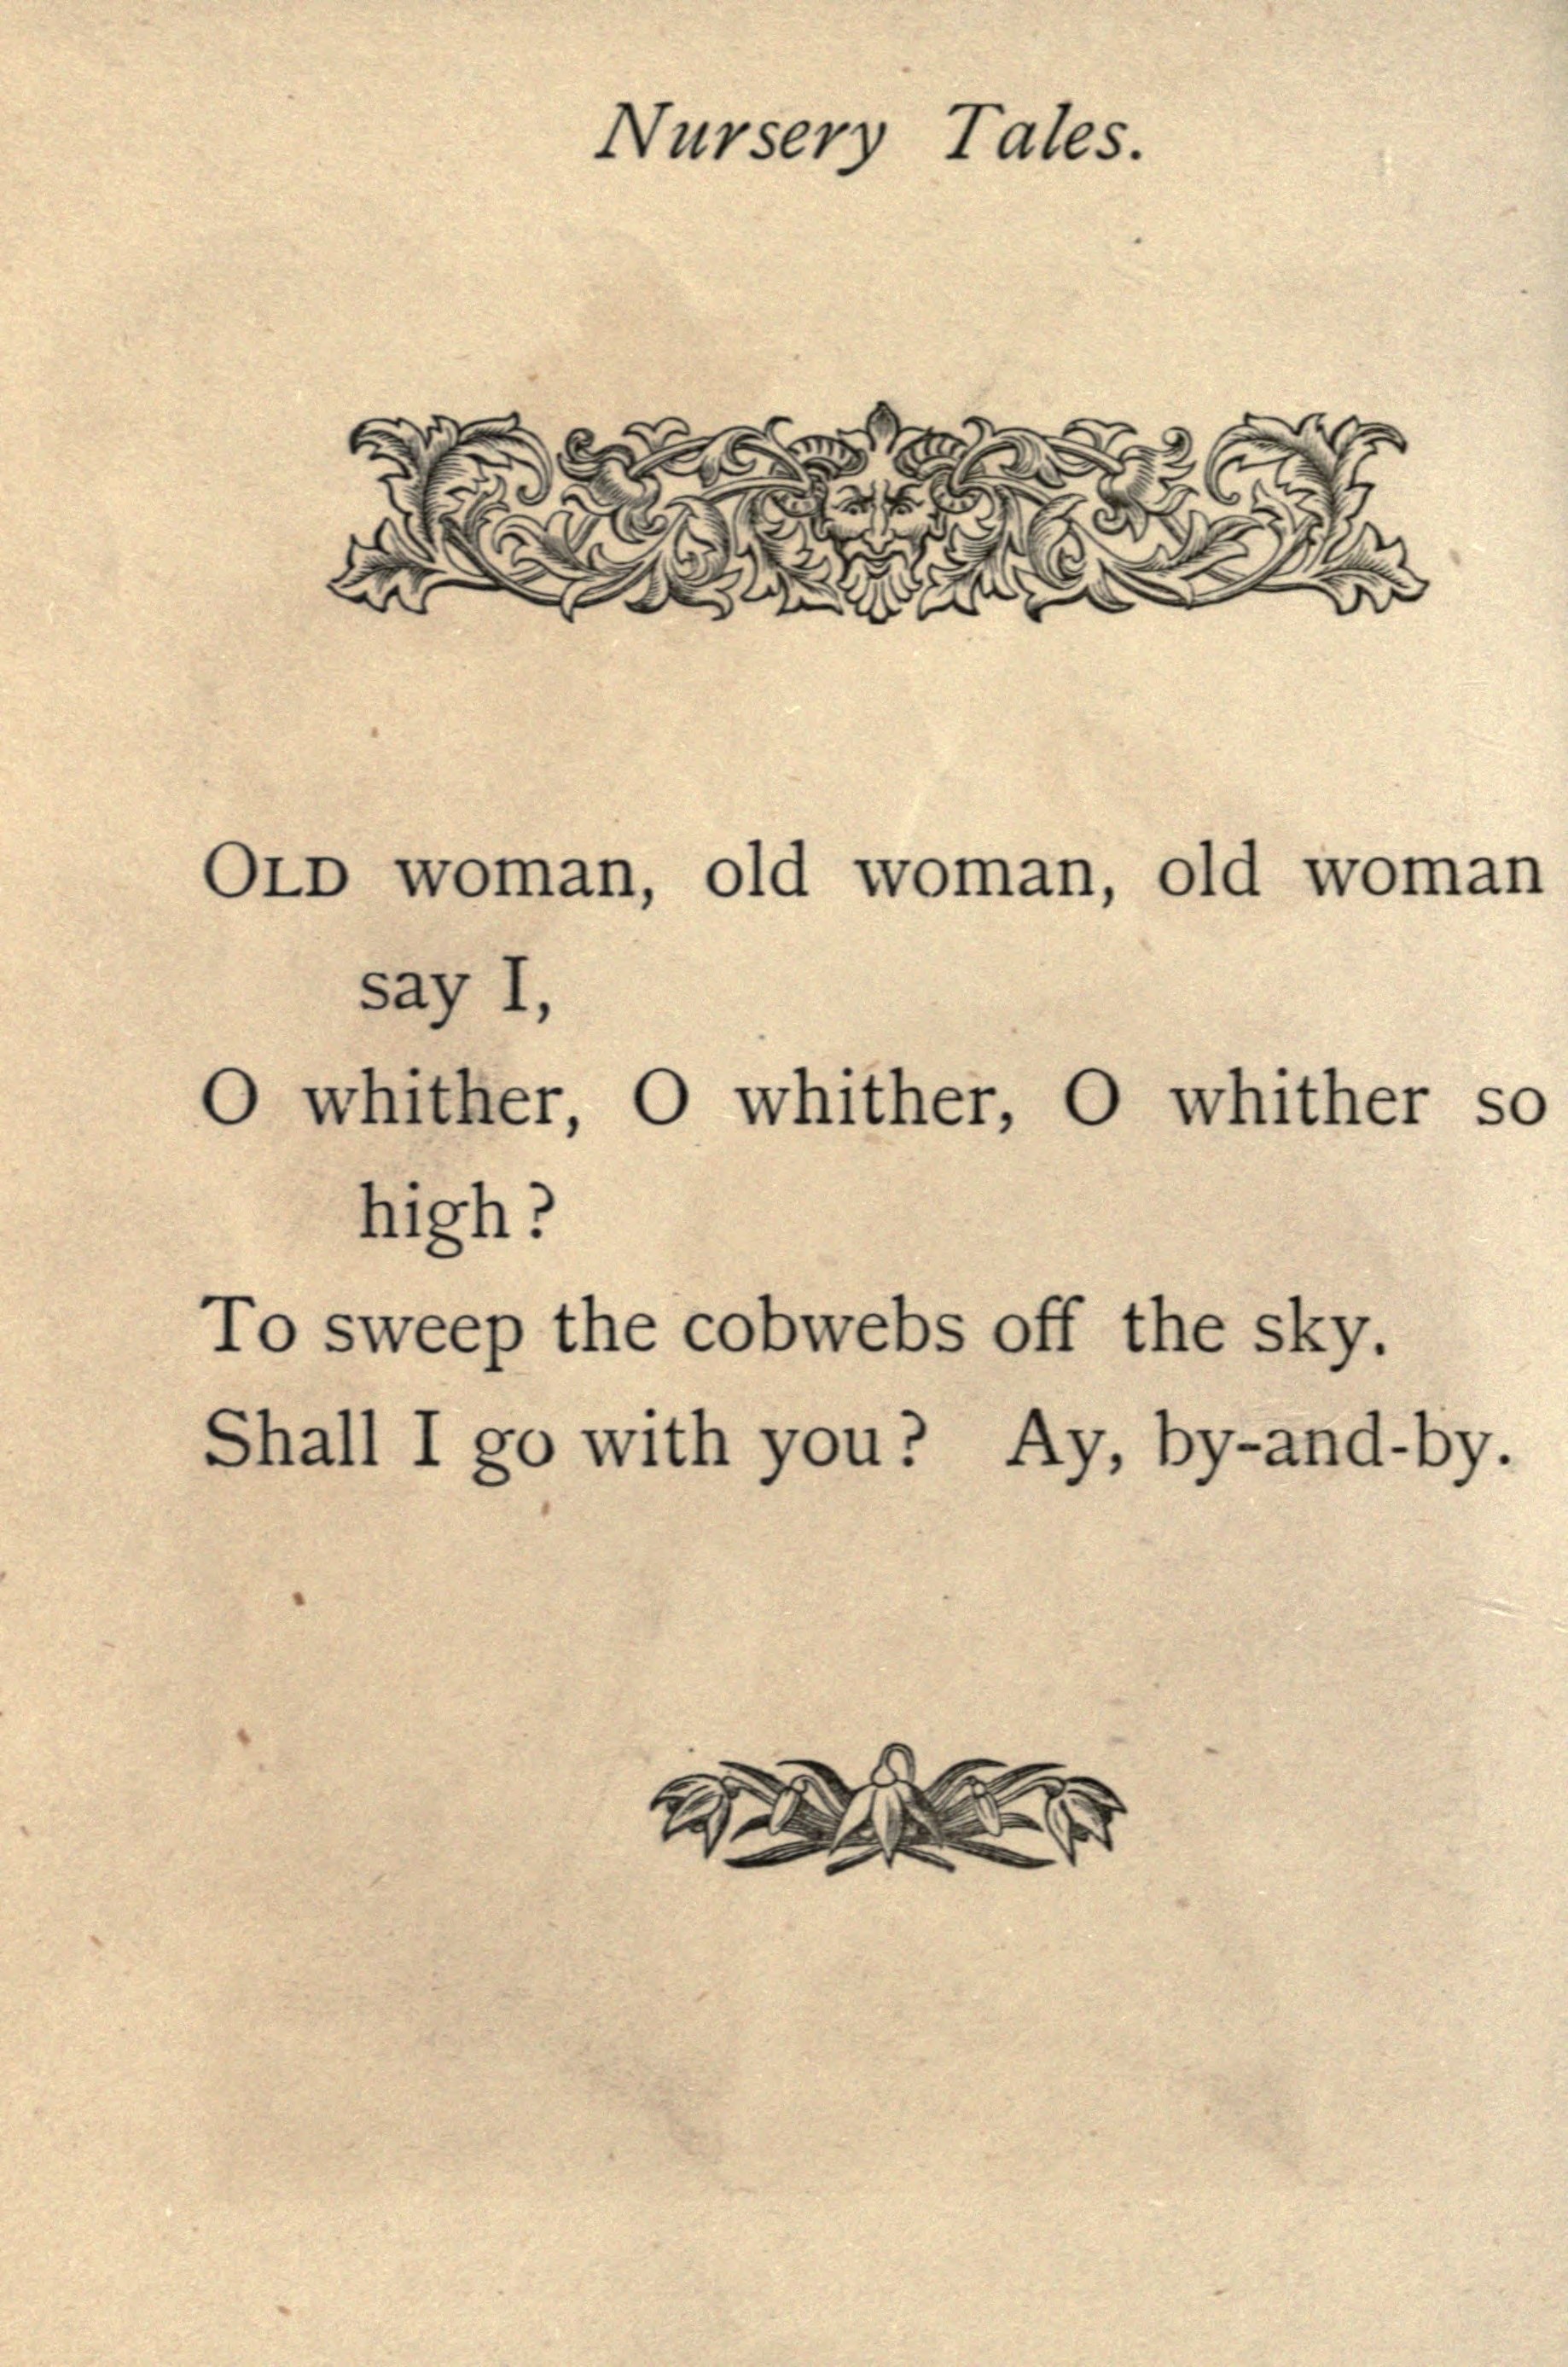 Nursery Tales.
OLD woman, old woman, old woman
say I,
O whither, O whither, O whither so
high?
To sweep the cobwebs off the sky.
Shall I go with you? Ay, by-and-by.